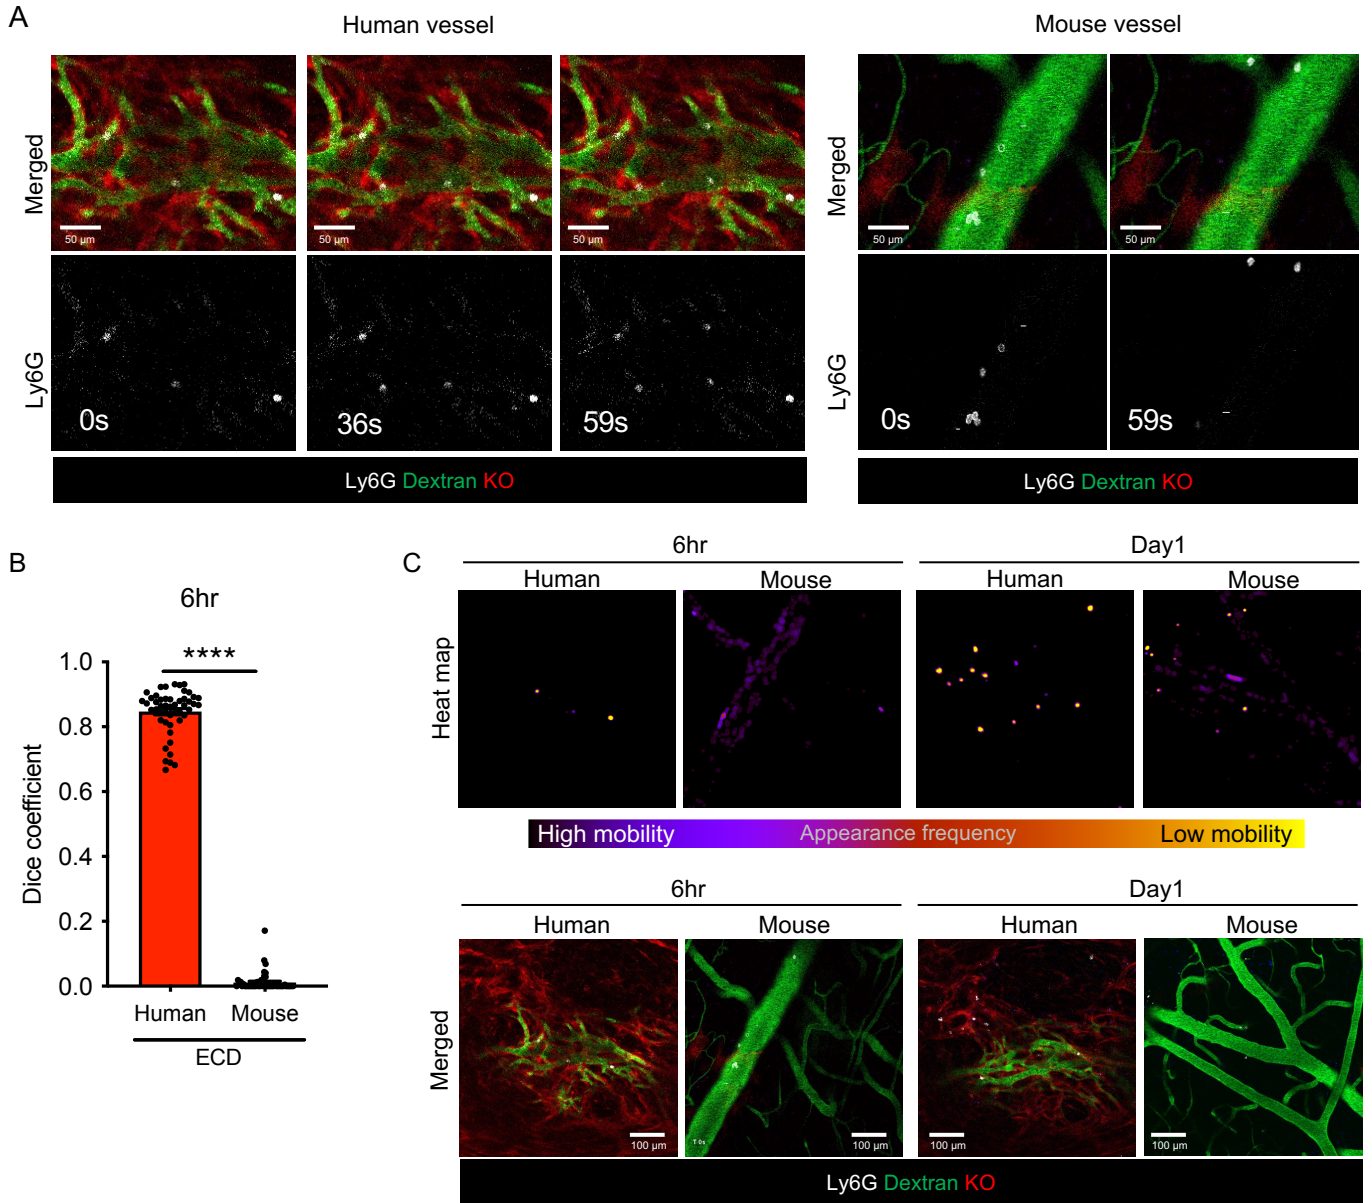 A
Human vessel
Mouse vessel
Merged
50 µm
50 µm
50 µm
50 µm
50 µm
Ly6G
0s
36s
59s
Ly6G
0s
59s
Merged
Ly6G Dextran KO
Ly6G Dextran KO
B
6hr
****
1.0
0.8
0.6
0.4
0.2
0.0
Dice coefficient
Human
Mouse
ECD
C
6hr
Day1
Human
Mouse
Human
Mouse
Heat map
High mobility
Appearance frequency
Low mobility
6hr
Day1
Human
Mouse
Human
Mouse
Merged
T 0s
100 µm
100 µm
100 µm
100 µm
Ly6G Dextran KO